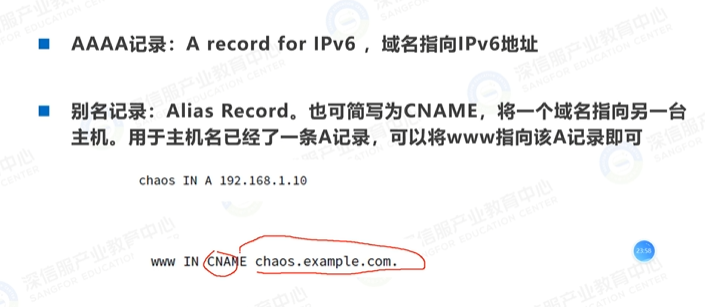 AAAA记录：A record for IPv6 ，域名指向IPv6地址
别名记录：Alias Record。也可简写为CNAME，将一个域名指向另一台
主机。用于主机名已经了一条A记录，可以将www指向该A记录即可
chaos IN A 192.168.1.10
23:58
www IN CNAME chaos.example.com.
深信服产业教育中心
SANGFOR EDUCATION CENTER